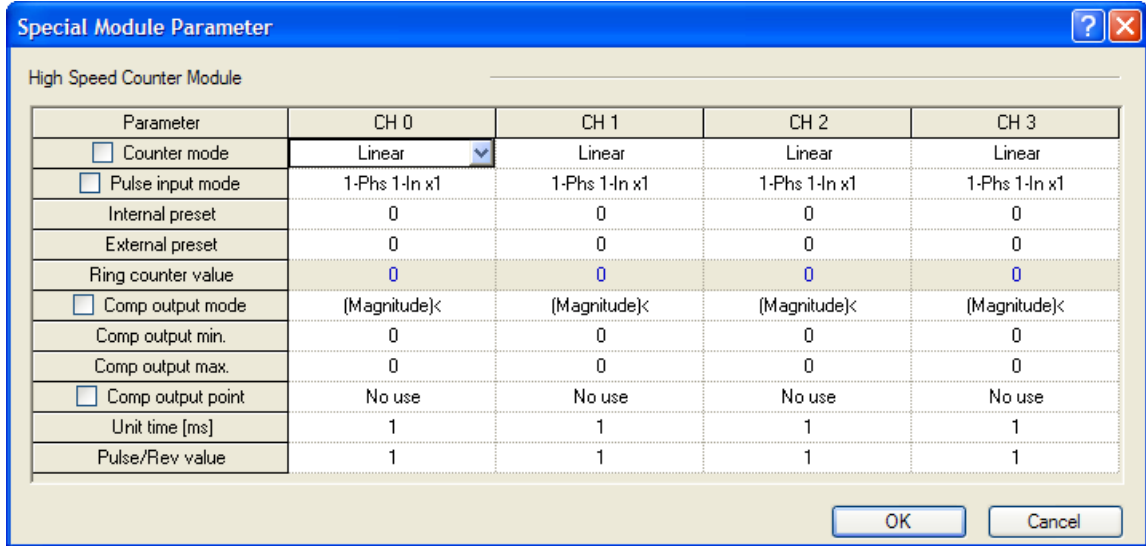 Special Module Parameter
High Speed Counter Module
Parameter CH 0 CH 1 CH 2 CH 3
Counter mode Linear Linear Linear Linear
Pulse input mode 1-Phs 1-In x1 1-Phs 1-In x1 1-Phs 1-In x1 1-Phs 1-In x1
Internal preset 0 0 0 0
External preset 0 0 0 0
Ring counter value 0 0 0 0
Comp output mode (Magnitude)< (Magnitude)< (Magnitude)< (Magnitude)<
Comp output min. 0 0 0 0
Comp output max. 0 0 0 0
Comp output point No use No use No use No use
Unit time [ms] 1 1 1 1
Pulse/Rev value 1 1 1 1
OK Cancel